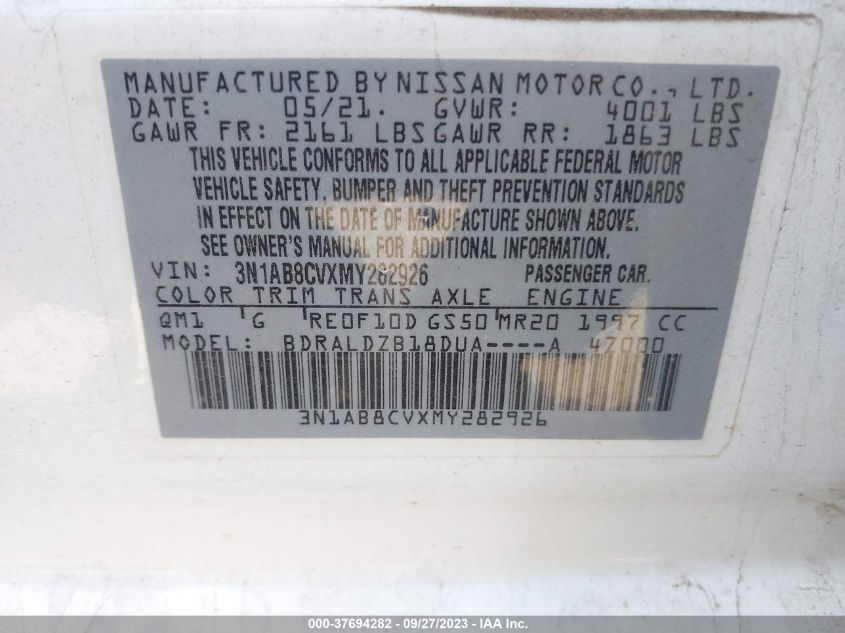 MANUFACTURED BY NISSAN MOTOR CO., LTD.
DATE: 05/21. GVWR: 4001 LBS
GAWR FR: 2161 LBS GAWR RR: 1863 LBS
THIS VEHICLE CONFORMS TO ALL APPLICABLE FEDERAL MOTOR
VEHICLE SAFETY, BUMPER AND THEFT PREVENTION STANDARDS
IN EFFECT ON THE DATE OF MANUFACTURE SHOWN ABOVE.
SEE OWNER'S MANUAL FOR ADDITIONAL INFORMATION.
VIN: 3N1AB8CVXMY282926 PASSENGER CAR.
COLOR TRIM TRANS AXLE ENGINE
QM1 G RE0F10D GS50 MR20 1997 CC
MODEL: BDRALDZB18DUA----A 4Z000
3N1AB8CVXMY282926
000-37694282 - 09/27/2023 - IAA Inc.